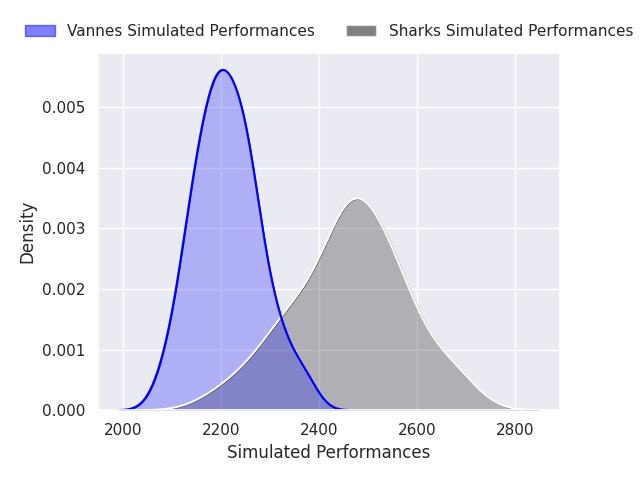 Vannes Simulated Performances Sharks Simulated Performances
0.005
0.004
0.003
0.002
0.001
0.000
Density
2000 2200 2400 2600 2800
Simulated Performances